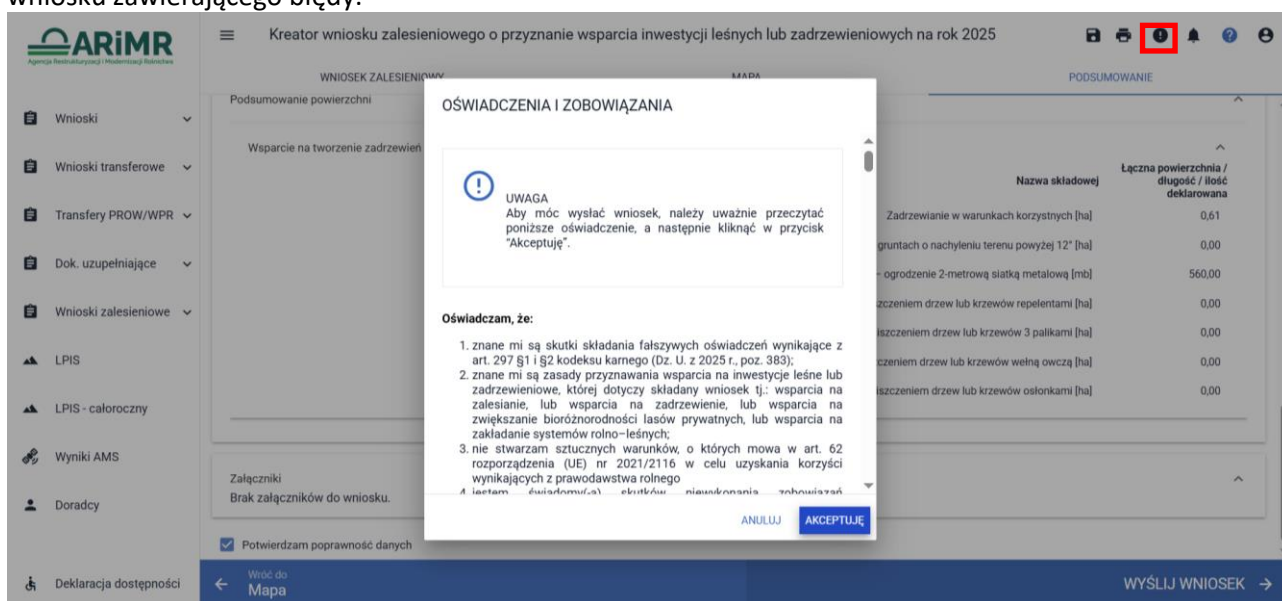 wniosku zawierającego błędy.
ARiMR
Agencja Restrukturyzacji i Modernizacji Rolnictwa
Kreator wniosku zalesieniowego o przyznanie wsparcia inwestycji leśnych lub zadrzewieniowych na rok 2025
WNIOSEK ZALESIENIOWY
MAPA
PODSUMOWANIE
Wnioski
Wnioski transferowe
Transfery PROW/WPR
Dok. uzupełniające
Wnioski zalesieniowe
LPIS
LPIS - całoroczny
Wyniki AMS
Doradcy
Deklaracja dostępności
Podsumowanie powierzchni
Wsparcie na tworzenie zadrzewień
Nazwa składowej
Łączna powierzchnia /
długość / ilość
deklarowana
Zadrzewianie w warunkach korzystnych [ha] 0,61
gruntach o nachyleniu terenu powyżej 12° [ha] 0,00
– ogrodzenie 2-metrową siatką metalową [mb] 560,00
zczeniem drzew lub krzewów repelentami [ha] 0,00
iszczeniem drzew lub krzewów 3 palikami [ha] 0,00
czeniem drzew lub krzewów wełną owczą [ha] 0,00
iszczeniem drzew lub krzewów osłonkami [ha] 0,00
OŚWIADCZENIA I ZOBOWIĄZANIA
UWAGA
Aby móc wysłać wniosek, należy uważnie przeczytać
poniższe oświadczenie, a następnie kliknąć w przycisk
"Akceptuję".
Oświadczam, że:
1. znane mi są skutki składania fałszywych oświadczeń wynikające z
art. 297 §1 i §2 kodeksu karnego (Dz. U. z 2025 r., poz. 383);
2. znane mi są zasady przyznawania wsparcia na inwestycje leśne lub
zadrzewieniowe, której dotyczy składany wniosek tj.: wsparcia na
zalesianie, lub wsparcia na zadrzewienie, lub wsparcia na
zwiększanie bioróżnorodności lasów prywatnych, lub wsparcia na
zakładanie systemów rolno–leśnych;
3. nie stwarzam sztucznych warunków, o których mowa w art. 62
rozporządzenia (UE) nr 2021/2116 w celu uzyskania korzyści
wynikających z prawodawstwa rolnego
4. jestem świadomy(-a) skutków niewykonania zobowiązań
ANULUJ
AKCEPTUJĘ
Załączniki
Brak załączników do wniosku.
Potwierdzam poprawność danych
Wróć do
Mapa
WYŚLIJ WNIOSEK